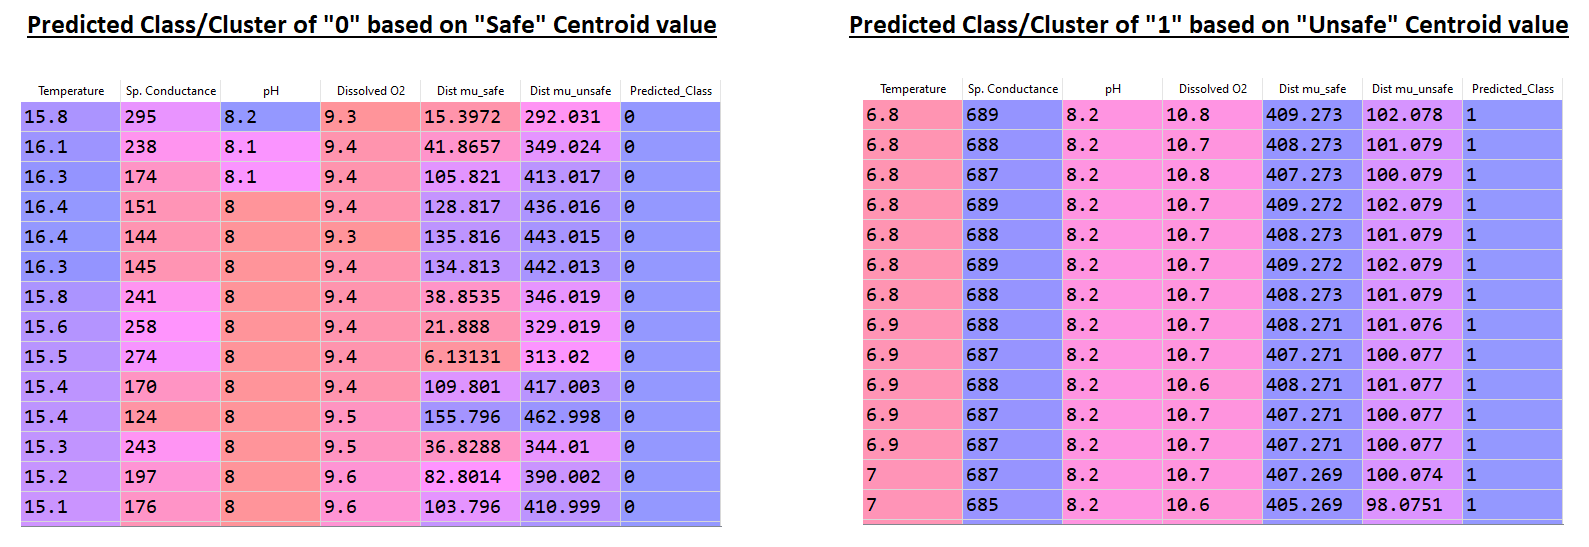 Predicted Class/Cluster of "0" based on "Safe" Centroid value
Temperature Sp. Conductance pH Dissolved O2 Dist mu_safe Dist mu_unsafe Predicted_Class
15.8 295 8.2 9.3 15.3972 292.031 0
16.1 238 8.1 9.4 41.8657 349.024 0
16.3 174 8.1 9.4 105.821 413.017 0
16.4 151 8 9.4 128.817 436.016 0
16.4 144 8 9.3 135.816 443.015 0
16.3 145 8 9.4 134.813 442.013 0
15.8 241 8 9.4 38.8535 346.019 0
15.6 258 8 9.4 21.888 329.019 0
15.5 274 8 9.4 6.13131 313.02 0
15.4 170 8 9.4 109.801 417.003 0
15.4 124 8 9.5 155.796 462.998 0
15.3 243 8 9.5 36.8288 344.01 0
15.2 197 8 9.6 82.8014 390.002 0
15.1 176 8 9.6 103.796 410.999 0
Predicted Class/Cluster of "1" based on "Unsafe" Centroid value
Temperature Sp. Conductance pH Dissolved O2 Dist mu_safe Dist mu_unsafe Predicted_Class
6.8 689 8.2 10.8 409.273 102.078 1
6.8 688 8.2 10.7 408.273 101.079 1
6.8 687 8.2 10.8 407.273 100.079 1
6.8 689 8.2 10.7 409.272 102.079 1
6.8 688 8.2 10.7 408.273 101.079 1
6.8 689 8.2 10.7 409.272 102.079 1
6.8 688 8.2 10.7 408.273 101.079 1
6.9 688 8.2 10.7 408.271 101.076 1
6.9 687 8.2 10.7 407.271 100.077 1
6.9 688 8.2 10.6 408.271 101.077 1
6.9 687 8.2 10.7 407.271 100.077 1
6.9 687 8.2 10.7 407.271 100.077 1
7 687 8.2 10.7 407.269 100.074 1
7 685 8.2 10.6 405.269 98.0751 1